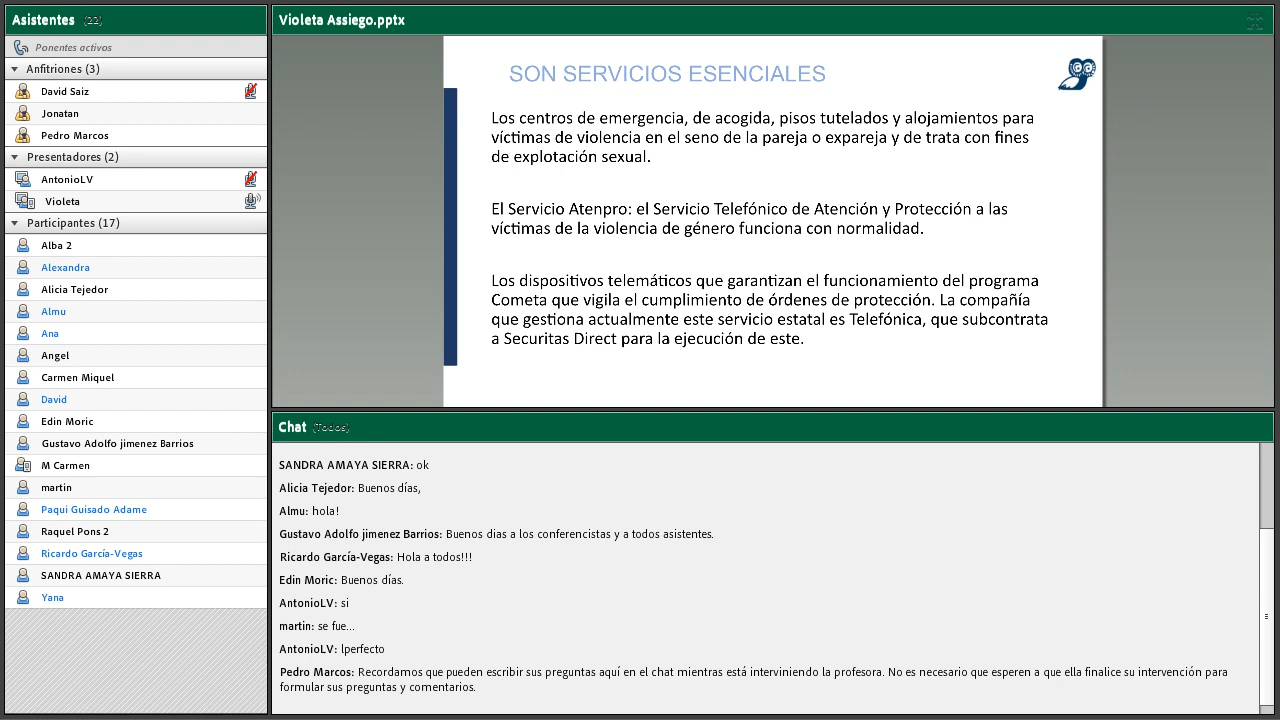 Asistentes (22)
Ponentes activos
Anfitriones (3)
David Saiz
Jonatan
Pedro Marcos
Presentadores (2)
AntonioLV
Violeta
Participantes (17)
Alba 2
Alexandra
Alicia Tejedor
Almu
Ana
Angel
Carmen Miquel
David
Edin Moric
Gustavo Adolfo jimenez Barrios
M Carmen
martin
Paqui Guisado Adame
Raquel Pons 2
Ricardo García-Vegas
SANDRA AMAYA SIERRA
Yana
Violeta Assiego.pptx
SON SERVICIOS ESENCIALES
Los centros de emergencia, de acogida, pisos tutelados y alojamientos para
víctimas de violencia en el seno de la pareja o expareja y de trata con fines
de explotación sexual.
El Servicio Atenpro: el Servicio Telefónico de Atención y Protección a las
víctimas de la violencia de género funciona con normalidad.
Los dispositivos telemáticos que garantizan el funcionamiento del programa
Cometa que vigila el cumplimiento de órdenes de protección. La compañía
que gestiona actualmente este servicio estatal es Telefónica, que subcontrata
a Securitas Direct para la ejecución de este.
Chat (Todos)
SANDRA AMAYA SIERRA: ok
Alicia Tejedor: Buenos días,
Almu: hola!
Gustavo Adolfo jimenez Barrios: Buenos dias a los conferencistas y a todos asistentes.
Ricardo García-Vegas: Hola a todos!!!
Edin Moric: Buenos días.
AntonioLV: si
martin: se fue...
AntonioLV: lperfecto
Pedro Marcos: Recordamos que pueden escribir sus preguntas aquí en el chat mientras está interviniendo la profesora. No es necesario que esperen a que ella finalice su intervención para
formular sus preguntas y comentarios.